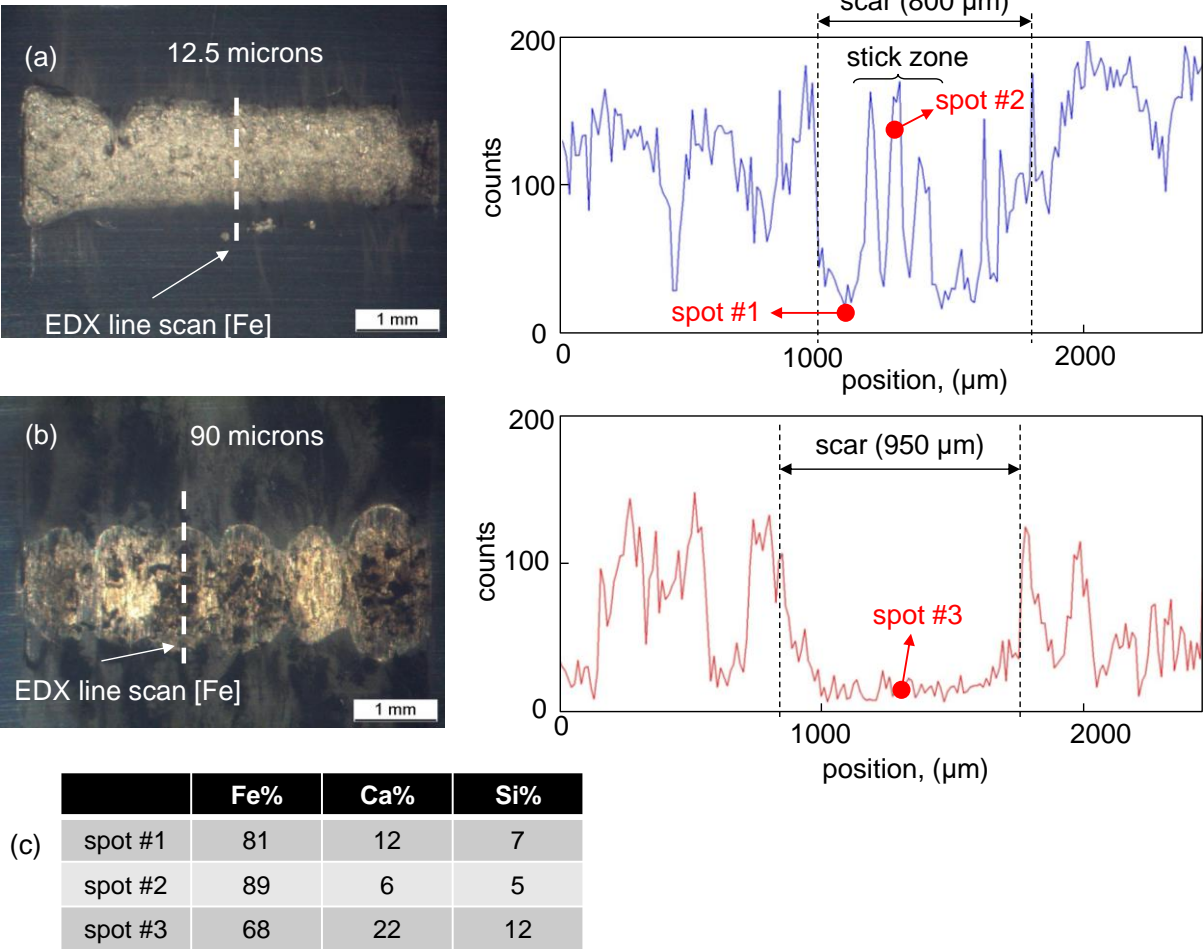 (a)
12.5 microns
EDX line scan [Fe]
1 mm
scar (800 µm)
200
stick zone
spot #2
100
counts
spot #1
0
0
1000
2000
position, (µm)
(b)
90 microns
EDX line scan [Fe]
1 mm
200
scar (950 µm)
100
counts
spot #3
0
0
1000
2000
position, (µm)
(c)
Fe% Ca% Si%
spot #1 81 12 7
spot #2 89 6 5
spot #3 68 22 12